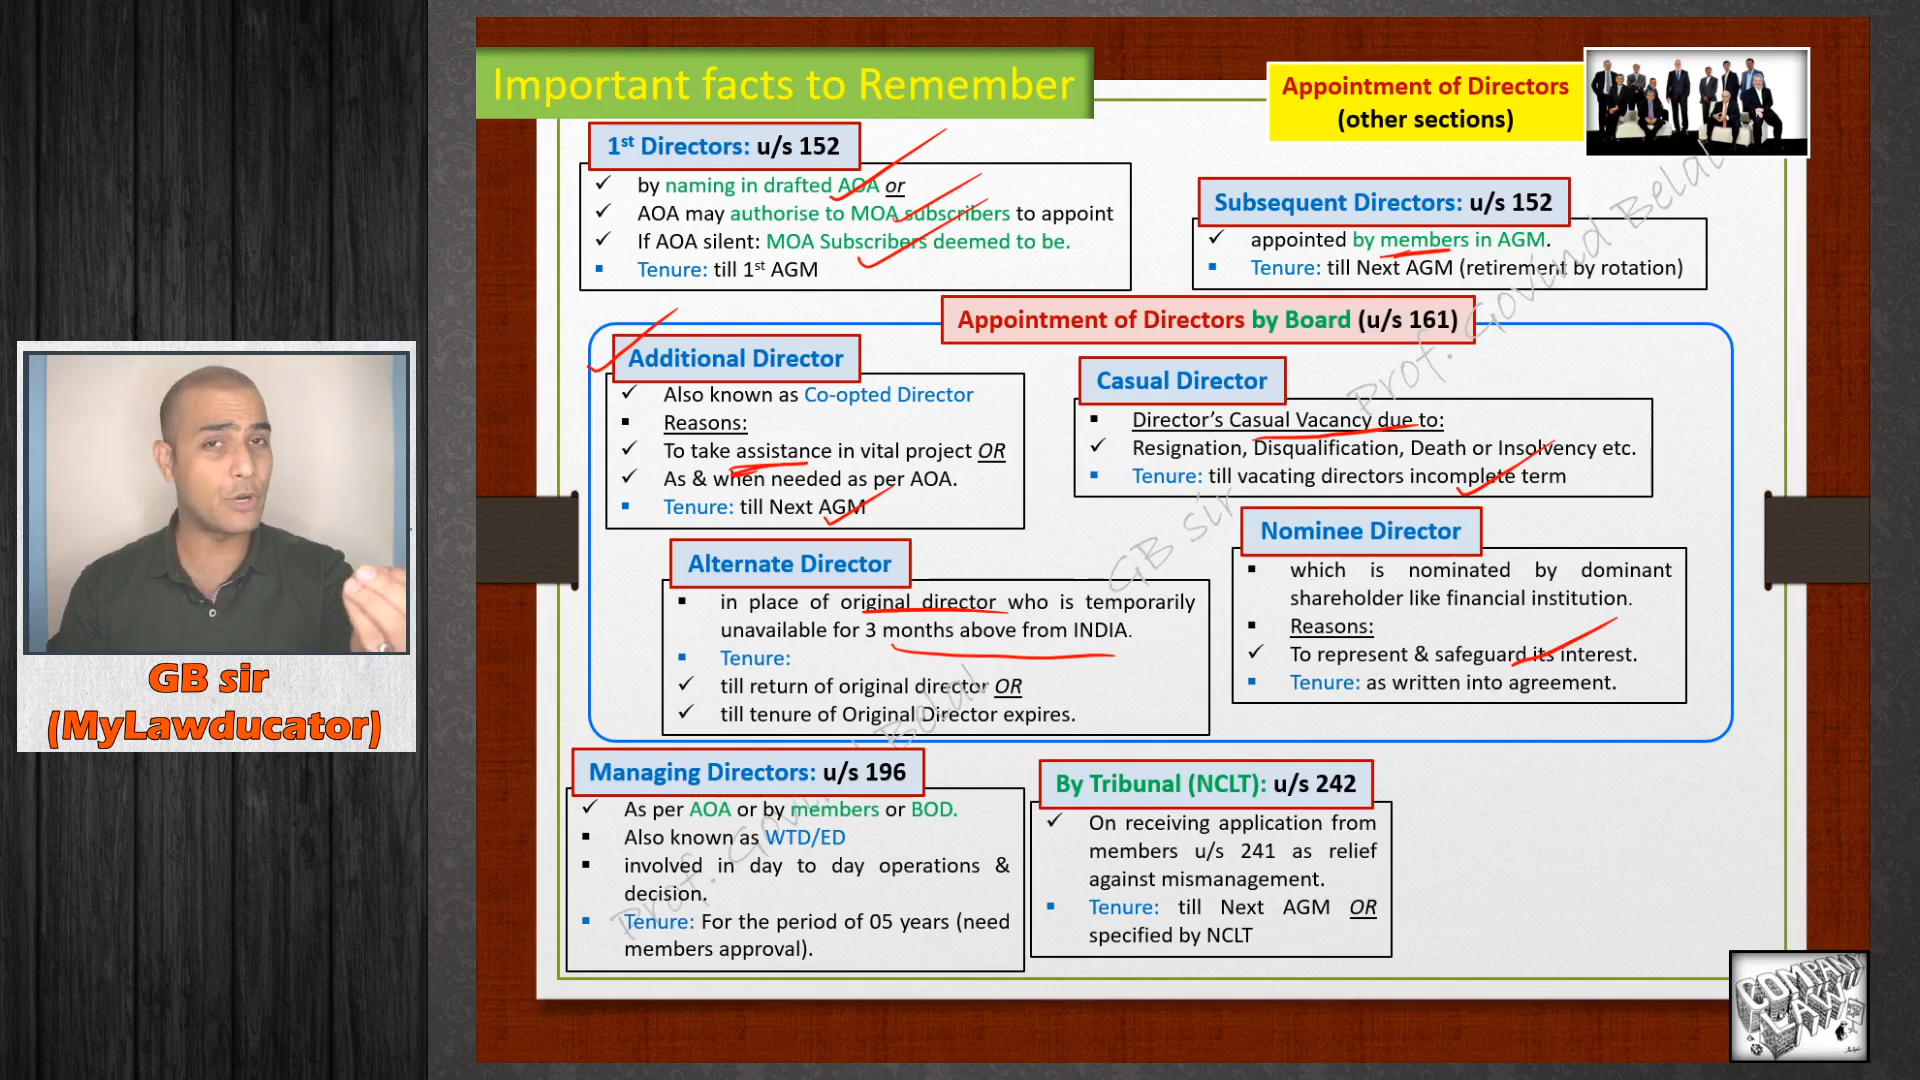 Important facts to Remember
Appointment of Directors
(other sections)
1st Directors: u/s 152
by naming in drafted AOA or
AOA may authorise to MOA subscribers to appoint
If AOA silent: MOA Subscribers deemed to be.
Tenure: till 1st AGM
Subsequent Directors: u/s 152
appointed by members in AGM.
Tenure: till Next AGM (retirement by rotation)
Appointment of Directors by Board (u/s 161)
Additional Director
Also known as Co-opted Director
Reasons:
To take assistance in vital project OR
As & when needed as per AOA.
Tenure: till Next AGM
Casual Director
Director's Casual Vacancy due to:
Resignation, Disqualification, Death or Insolvency etc.
Tenure: till vacating directors incomplete term
Alternate Director
in place of original director who is temporarily
unavailable for 3 months above from INDIA.
Tenure:
till return of original director OR
till tenure of Original Director expires.
Nominee Director
which is nominated by dominant
shareholder like financial institution.
Reasons:
To represent & safeguard its interest.
Tenure: as written into agreement.
Managing Directors: u/s 196
As per AOA or by members or BOD.
Also known as WTD/ED
involved in day to day operations &
decision.
Tenure: For the period of 05 years (need
members approval).
By Tribunal (NCLT): u/s 242
On receiving application from
members u/s 241 as relief
against mismanagement.
Tenure: till Next AGM OR
specified by NCLT
GB sir
(MyLawducator)
Prof. Govind Belal
GB sir
Prof. Govind Belal
COMPANY
LAW